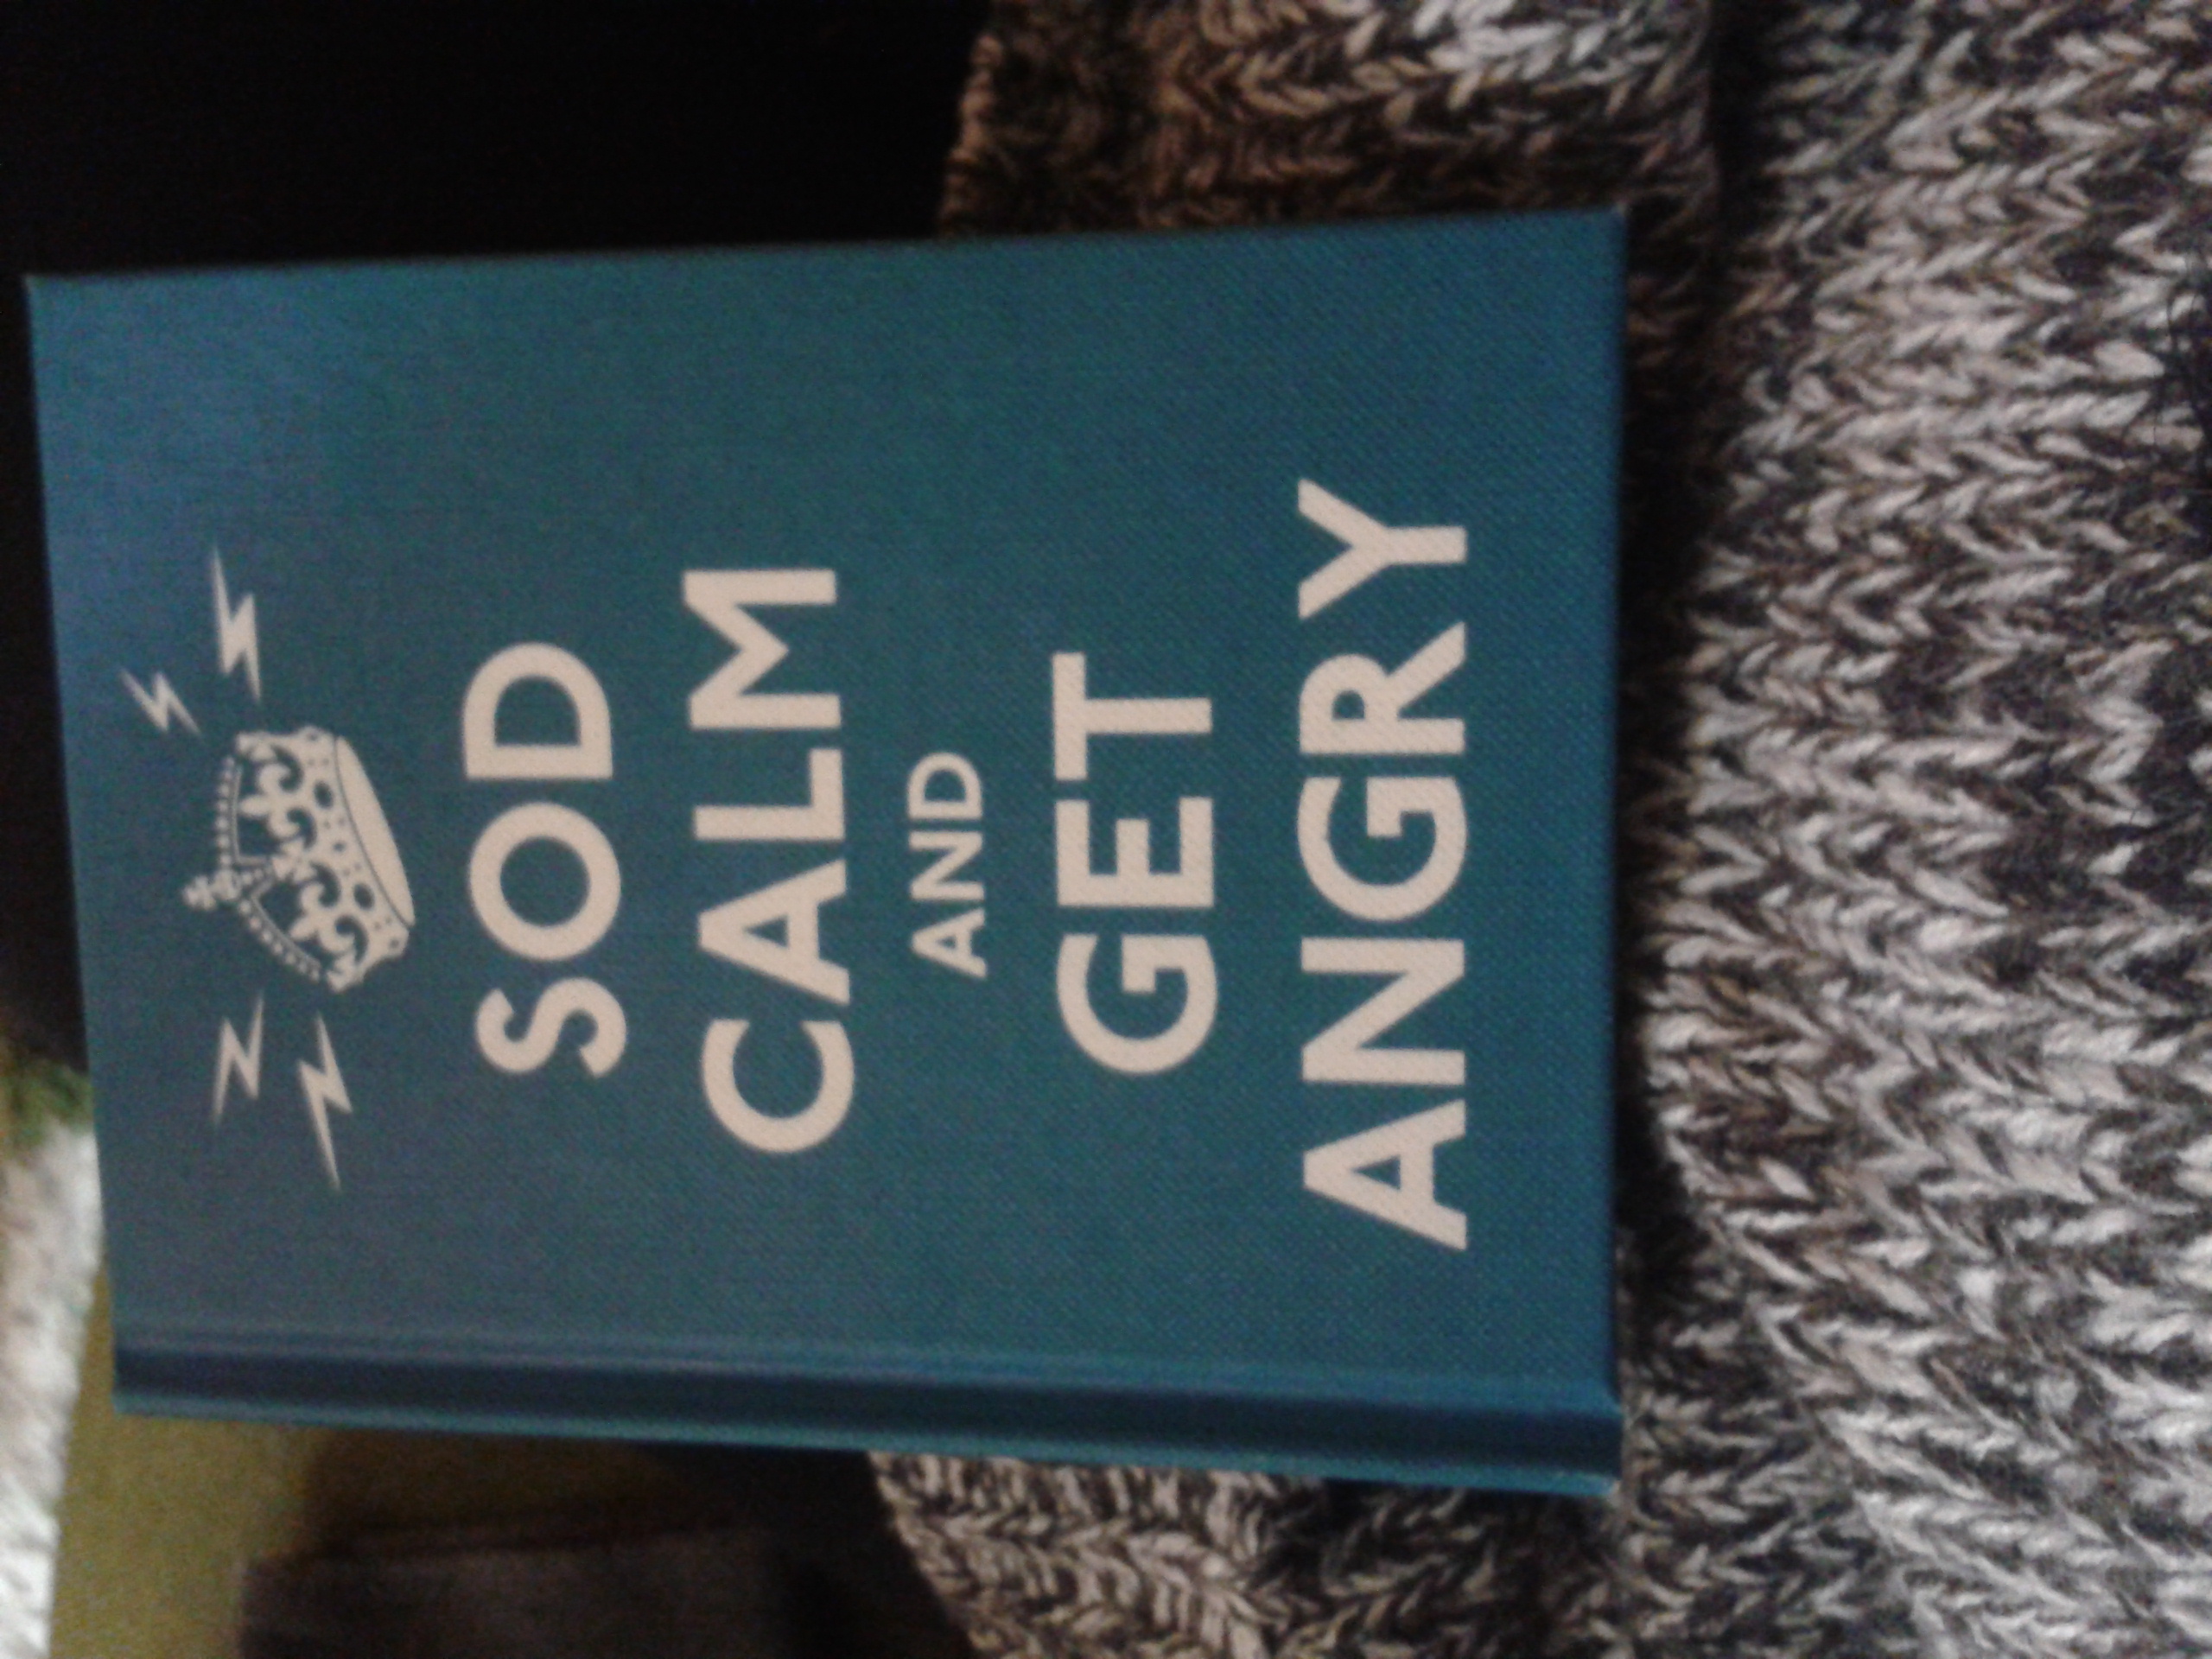 SOD
CALM
AND
GET
ANGRY